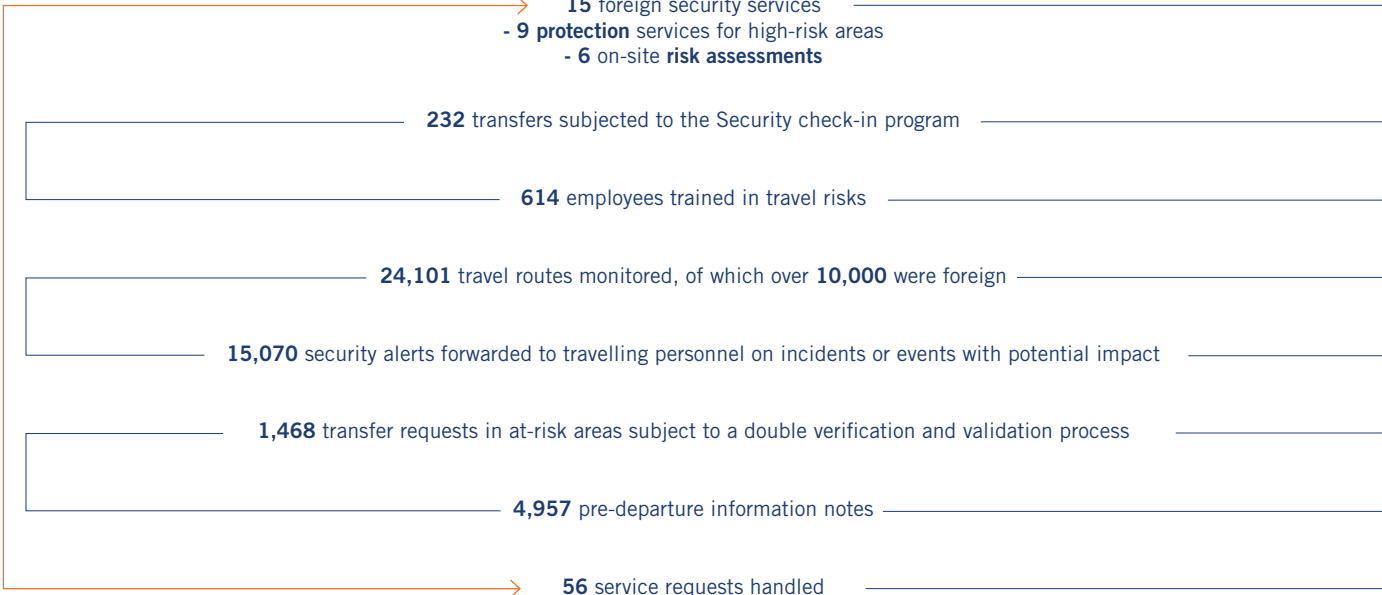 15 foreign security services
- 9 protection services for high-risk areas
- 6 on-site risk assessments
232 transfers subjected to the Security check-in program
614 employees trained in travel risks
24,101 travel routes monitored, of which over 10,000 were foreign
15,070 security alerts forwarded to travelling personnel on incidents or events with potential impact
1,468 transfer requests in at-risk areas subject to a double verification and validation process
4,957 pre-departure information notes
56 service requests handled